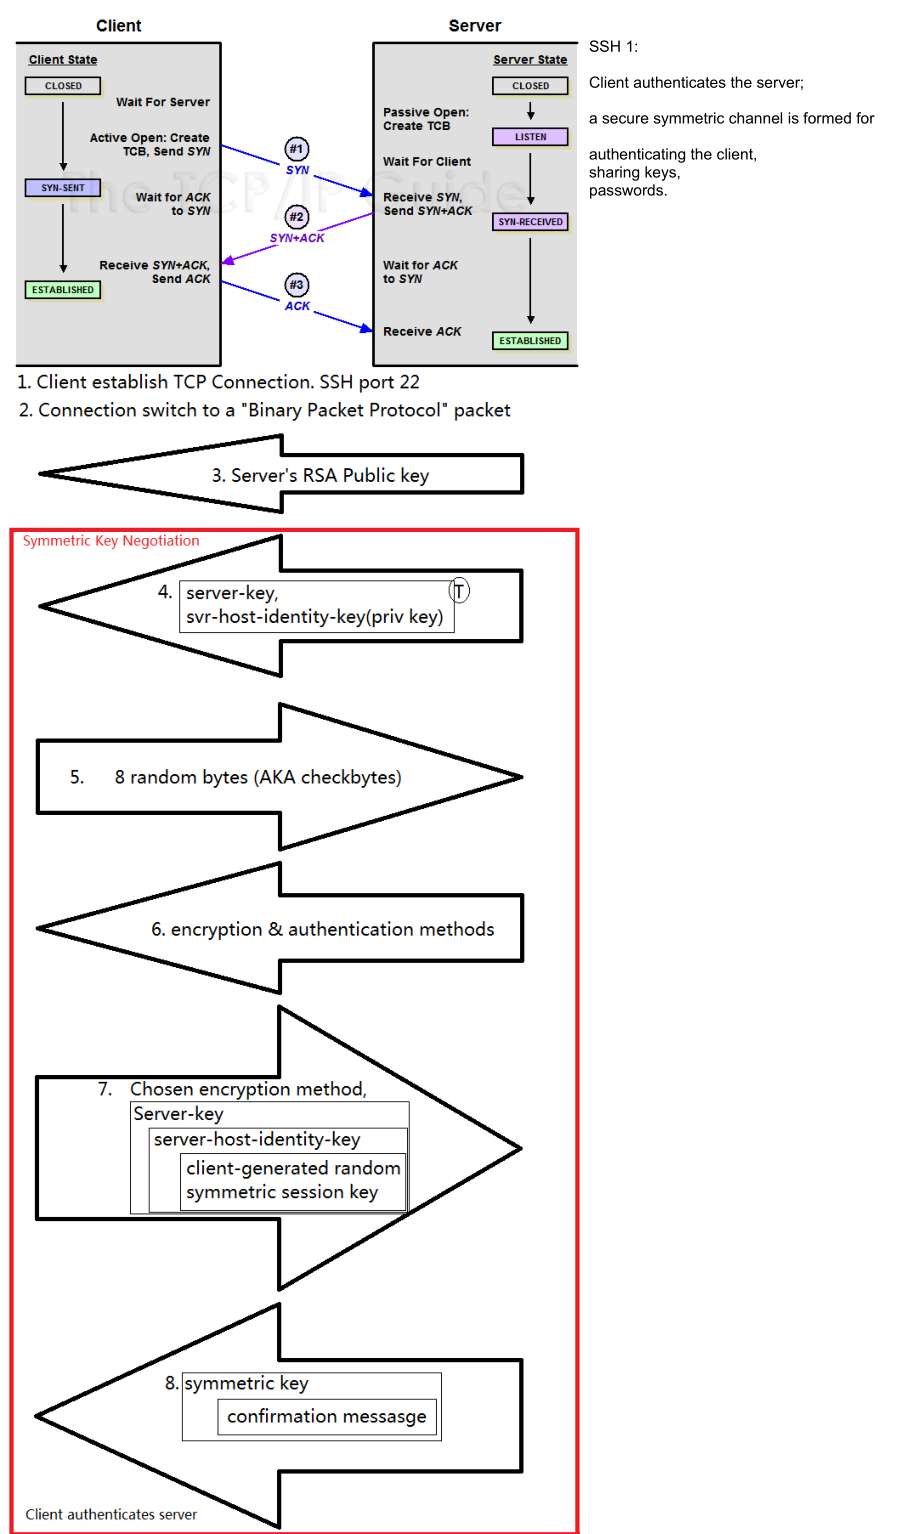 Client
Server
Client State
CLOSED
Wait For Server
Active Open: Create
TCB, Send SYN
SYN-SENT
Wait for ACK
to SYN
Receive SYN+ACK,
Send ACK
ESTABLISHED
#1
SYN
#2
SYN+ACK
#3
ACK
Server State
CLOSED
Passive Open:
Create TCB
LISTEN
Wait For Client
Receive SYN,
Send SYN+ACK
SYN-RECEIVED
Wait for ACK
to SYN
Receive ACK
ESTABLISHED
The TCP/IP Guide
SSH 1:
Client authenticates the server;
a secure symmetric channel is formed for
authenticating the client,
sharing keys,
passwords.
1. Client establish TCP Connection. SSH port 22
2. Connection switch to a "Binary Packet Protocol" packet
3. Server's RSA Public key
Symmetric Key Negotiation
4. server-key,
svr-host-identity-key(priv key)
T
5. 8 random bytes (AKA checkbytes)
6. encryption & authentication methods
7. Chosen encryption method,
Server-key
server-host-identity-key
client-generated random
symmetric session key
8. symmetric key
confirmation messasge
Client authenticates server